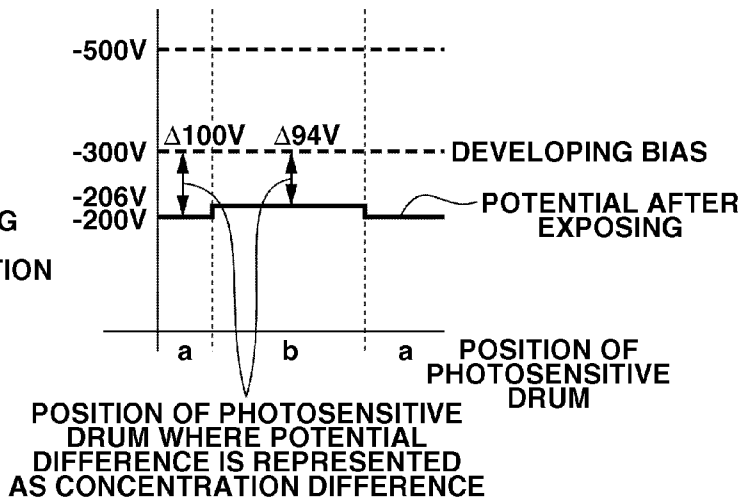 -500V
Δ100V Δ94V
-300V
DEVELOPING BIAS
-206V
-200V
POTENTIAL AFTER
EXPOSING
G
TION
a b a
POSITION OF
PHOTOSENSITIVE
DRUM
POSITION OF PHOTOSENSITIVE
DRUM WHERE POTENTIAL
DIFFERENCE IS REPRESENTED
AS CONCENTRATION DIFFERENCE